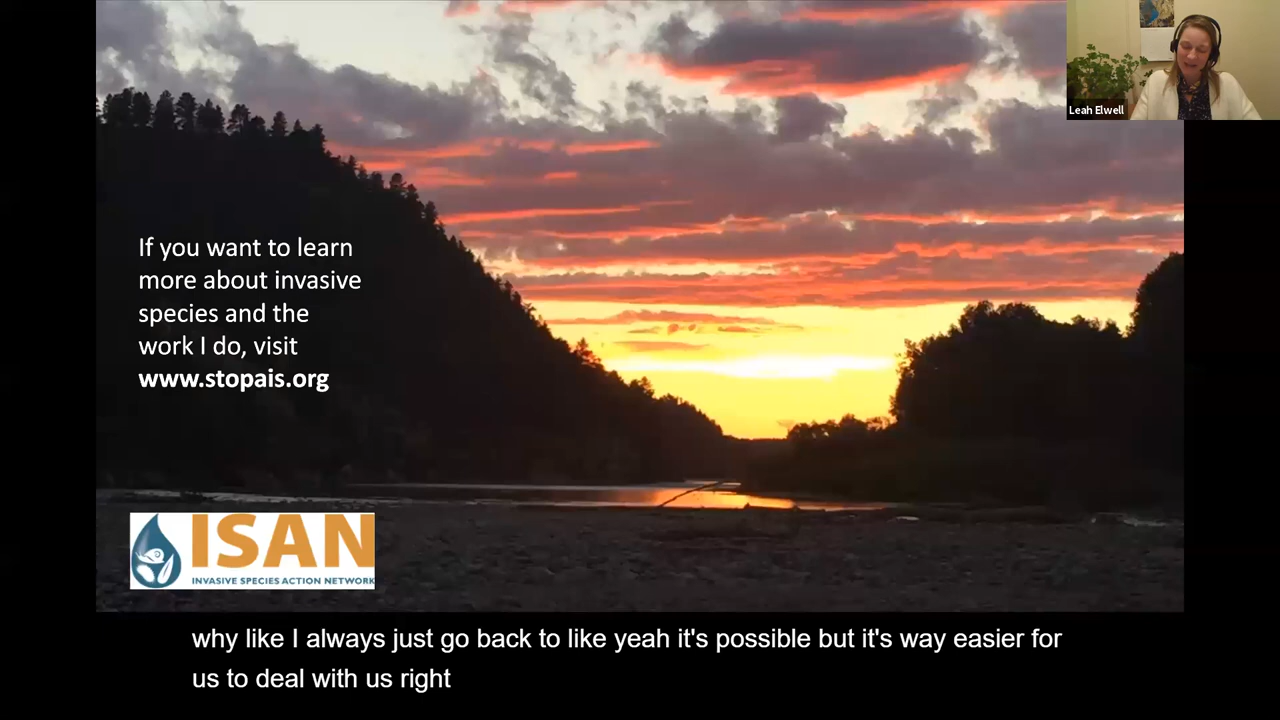 Leah Elwell
If you want to learn
more about invasive
species and the
work I do, visit
www.stopais.org
ISAN
INVASIVE SPECIES ACTION NETWORK
why like I always just go back to like yeah it's possible but it's way easier for
us to deal with us right